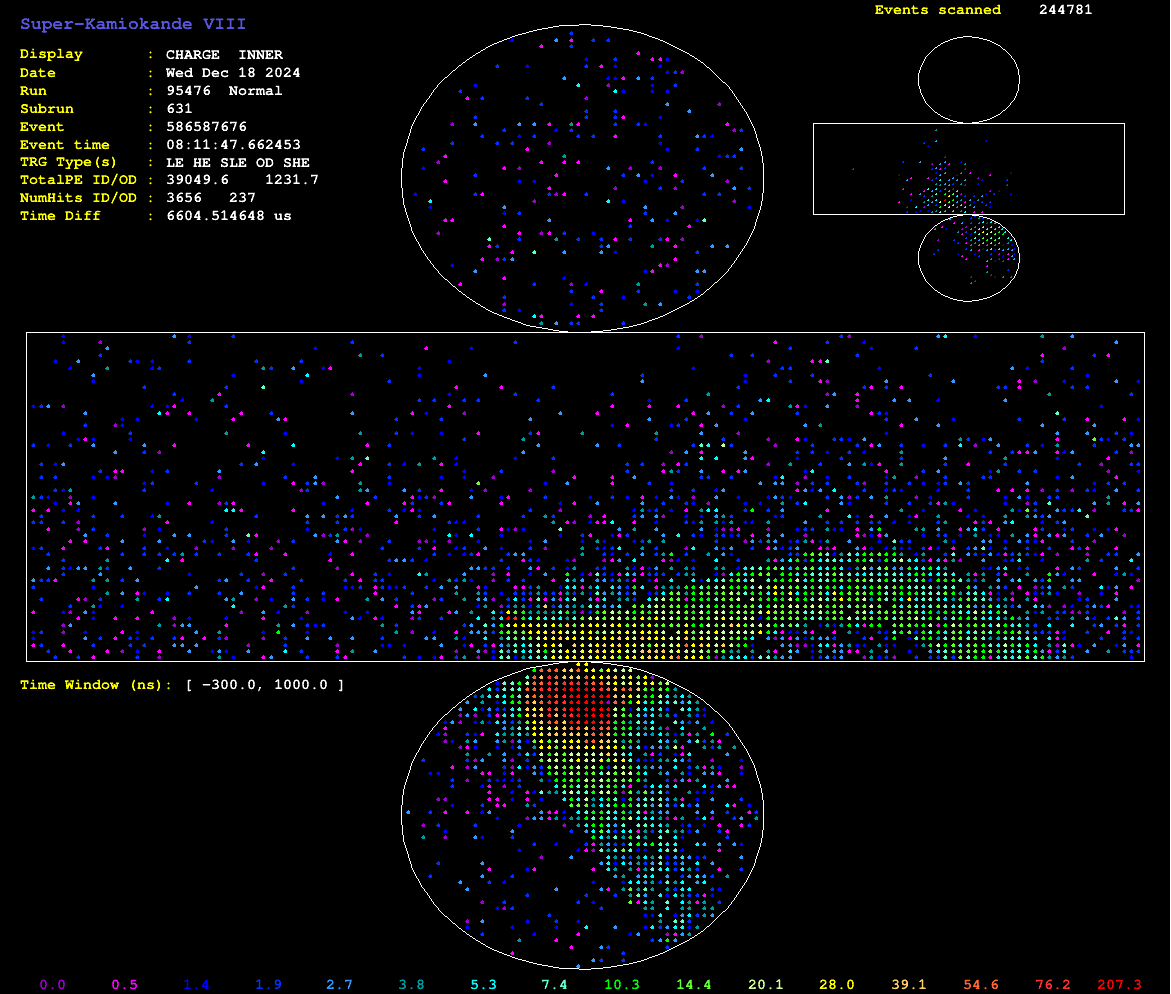 Super-Kamiokande VIII
Events scanned 244781
Display : CHARGE INNER
Date : Wed Dec 18 2024
Run : 95476 Normal
Subrun : 631
Event : 586587676
Event time : 08:11:47.662453
TRG Type(s) : LE HE SLE OD SHE
TotalPE ID/OD : 39049.6 1231.7
NumHits ID/OD : 3656 237
Time Diff : 6604.514648 us
Time Window (ns): [ -300.0, 1000.0 ]
0.0 0.5 1.4 1.9 2.7 3.8 5.3 7.4 10.3 14.4 20.1 28.0 39.1 54.6 76.2 207.3